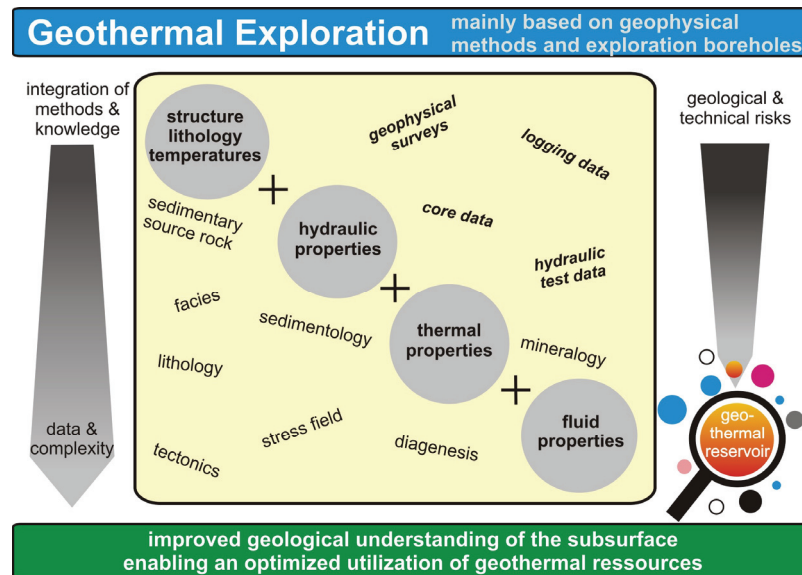 Geothermal Exploration
mainly based on geophysical
methods and exploration boreholes
integration of
methods &
knowledge
data &
complexity
structure
lithology
temperatures
+
hydraulic
properties
+
thermal
properties
+
fluid
properties
geophysical
surveys
logging data
core data
hydraulic
test data
sedimentary
source rock
facies
sedimentology
lithology
mineralogy
stress field
diagenesis
tectonics
geological &
technical risks
geo-
thermal
reservoir
improved geological understanding of the subsurface
enabling an optimized utilization of geothermal ressources